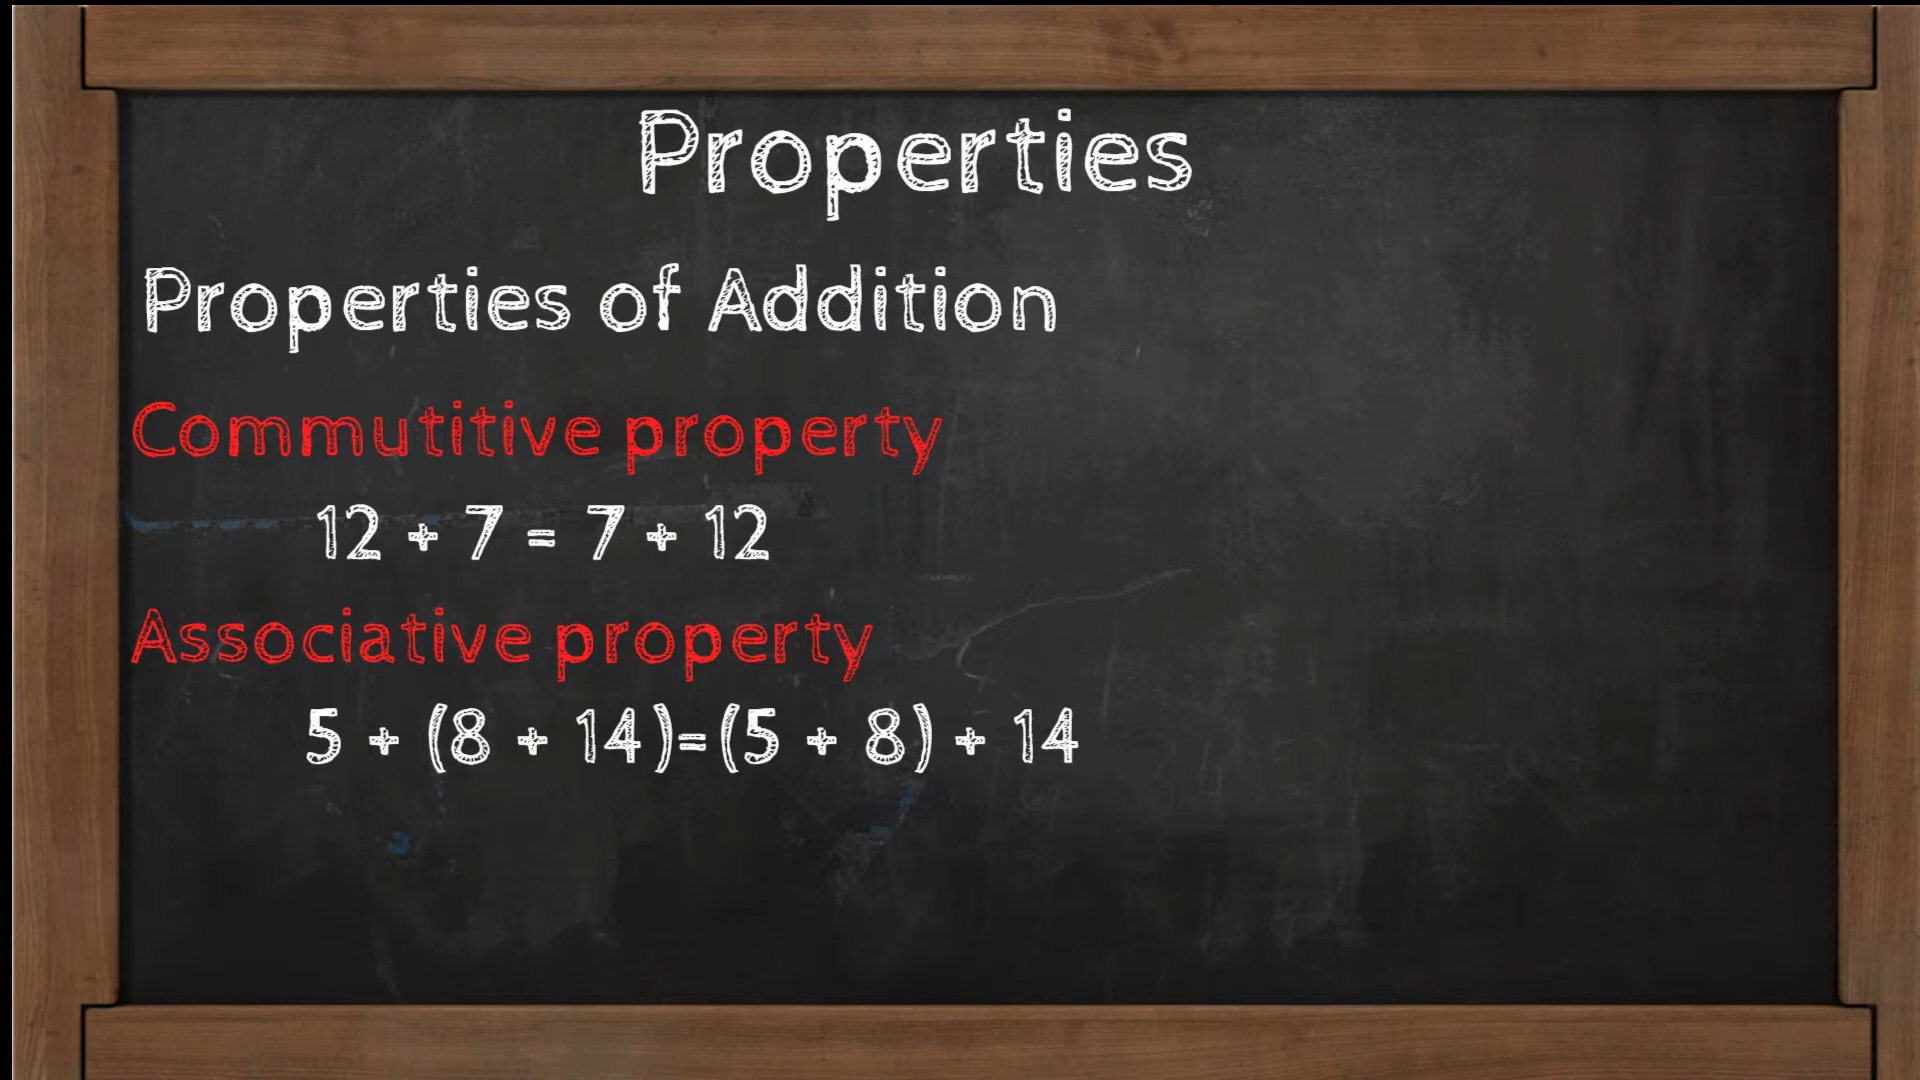 Properties
Properties of Addition
Commutitive property
12 + 7 = 7 + 12
Associative property
5 + (8 + 14)=(5 + 8) + 14